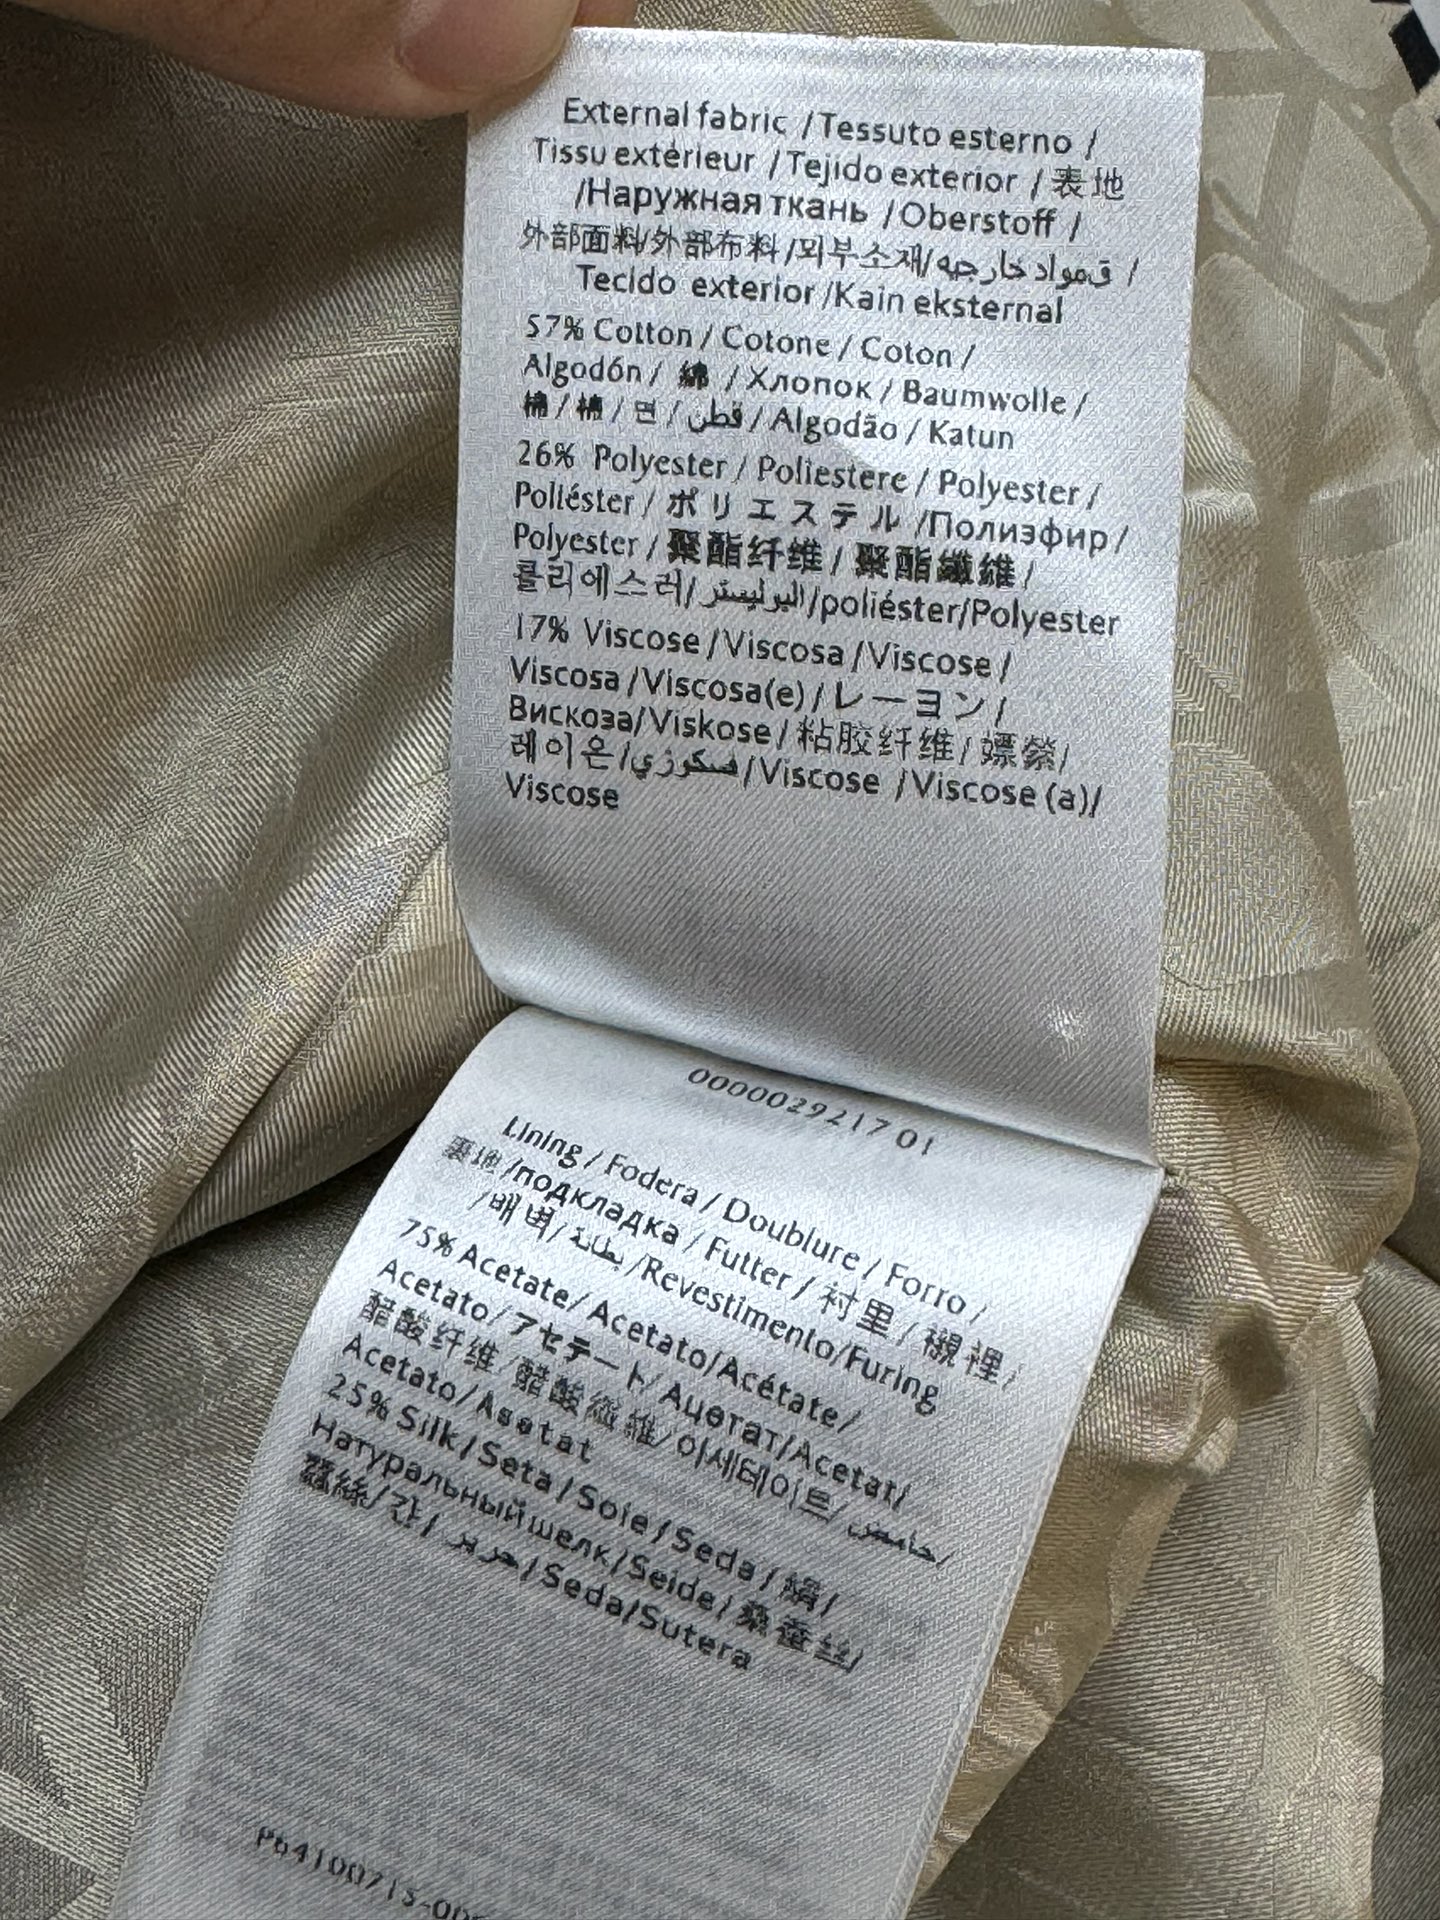 External fabric / Tessuto esterno /
Tissu extérieur / Tejido exterior / 表地
/Наружная ткань / Oberstoff /
外部面料/外部布料/외부소재/قمواد خارجيه /
Tecido exterior /Kain eksternal
57% Cotton / Cotone / Coton /
Algodón / 綿 / Хлопок / Baumwolle /
棉 / 棉 / 면 / قطن / Algodão / Katun
26% Polyester / Poliestere / Polyester /
Poliéster / ポリエステル /Полиэфир /
Polyester / 聚酯纤维 / 聚酯纖維 /
클리에스러/البوليستر/poliéster/Polyester
17% Viscose /Viscosa /Viscose /
Viscosa /Viscosa(e) / レーヨン /
Вискоза/ Viskose / 粘胶纤维 / 嫘縈/
레이온/فسكوزي/Viscose /Viscose (a)/
Viscose
000002921701
Lining / Fodera / Doublure / Forro /
裏地 /подкладка / Futter / 衬里 / 襯裡 /
/배벽/ بطانة /Revestimento/Furing
75% Acetate/ Acetato/Acétate/
Acetato/ アセテート/ Ацетат/Acetat/
醋酸纤维 /醋酸纖維/아세테이트/حامض/
Acetato/Asetat
25% Silk / Seta / Soie / Seda / 絹/
Натуральный шелк/ Seide/ 桑蚕丝/
蠶絲/간/ حرير / Seda/Sutera